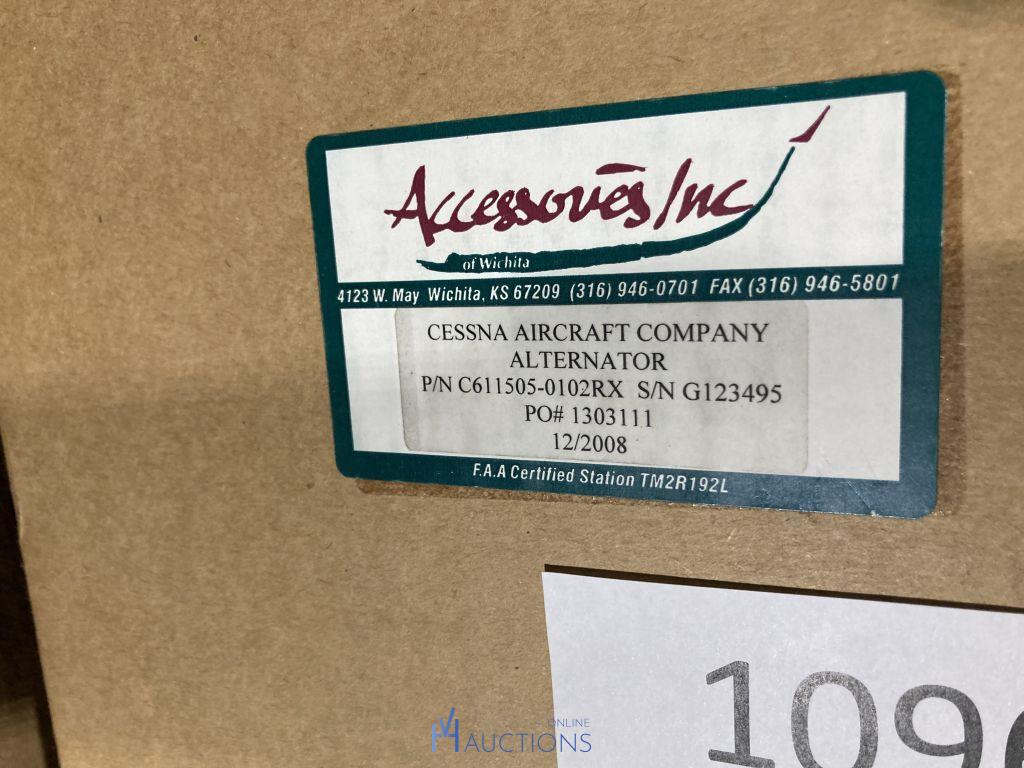 Accessories Inc
of Wichita
4123 W. May Wichita, KS 67209 (316) 946-0701 FAX (316) 946-5801
CESSNA AIRCRAFT COMPANY
ALTERNATOR
P/N C611505-0102RX S/N G123495
PO# 1303111
12/2008
F.A.A Certified Station TM2R192L
109
ONLINE
AUCTIONS